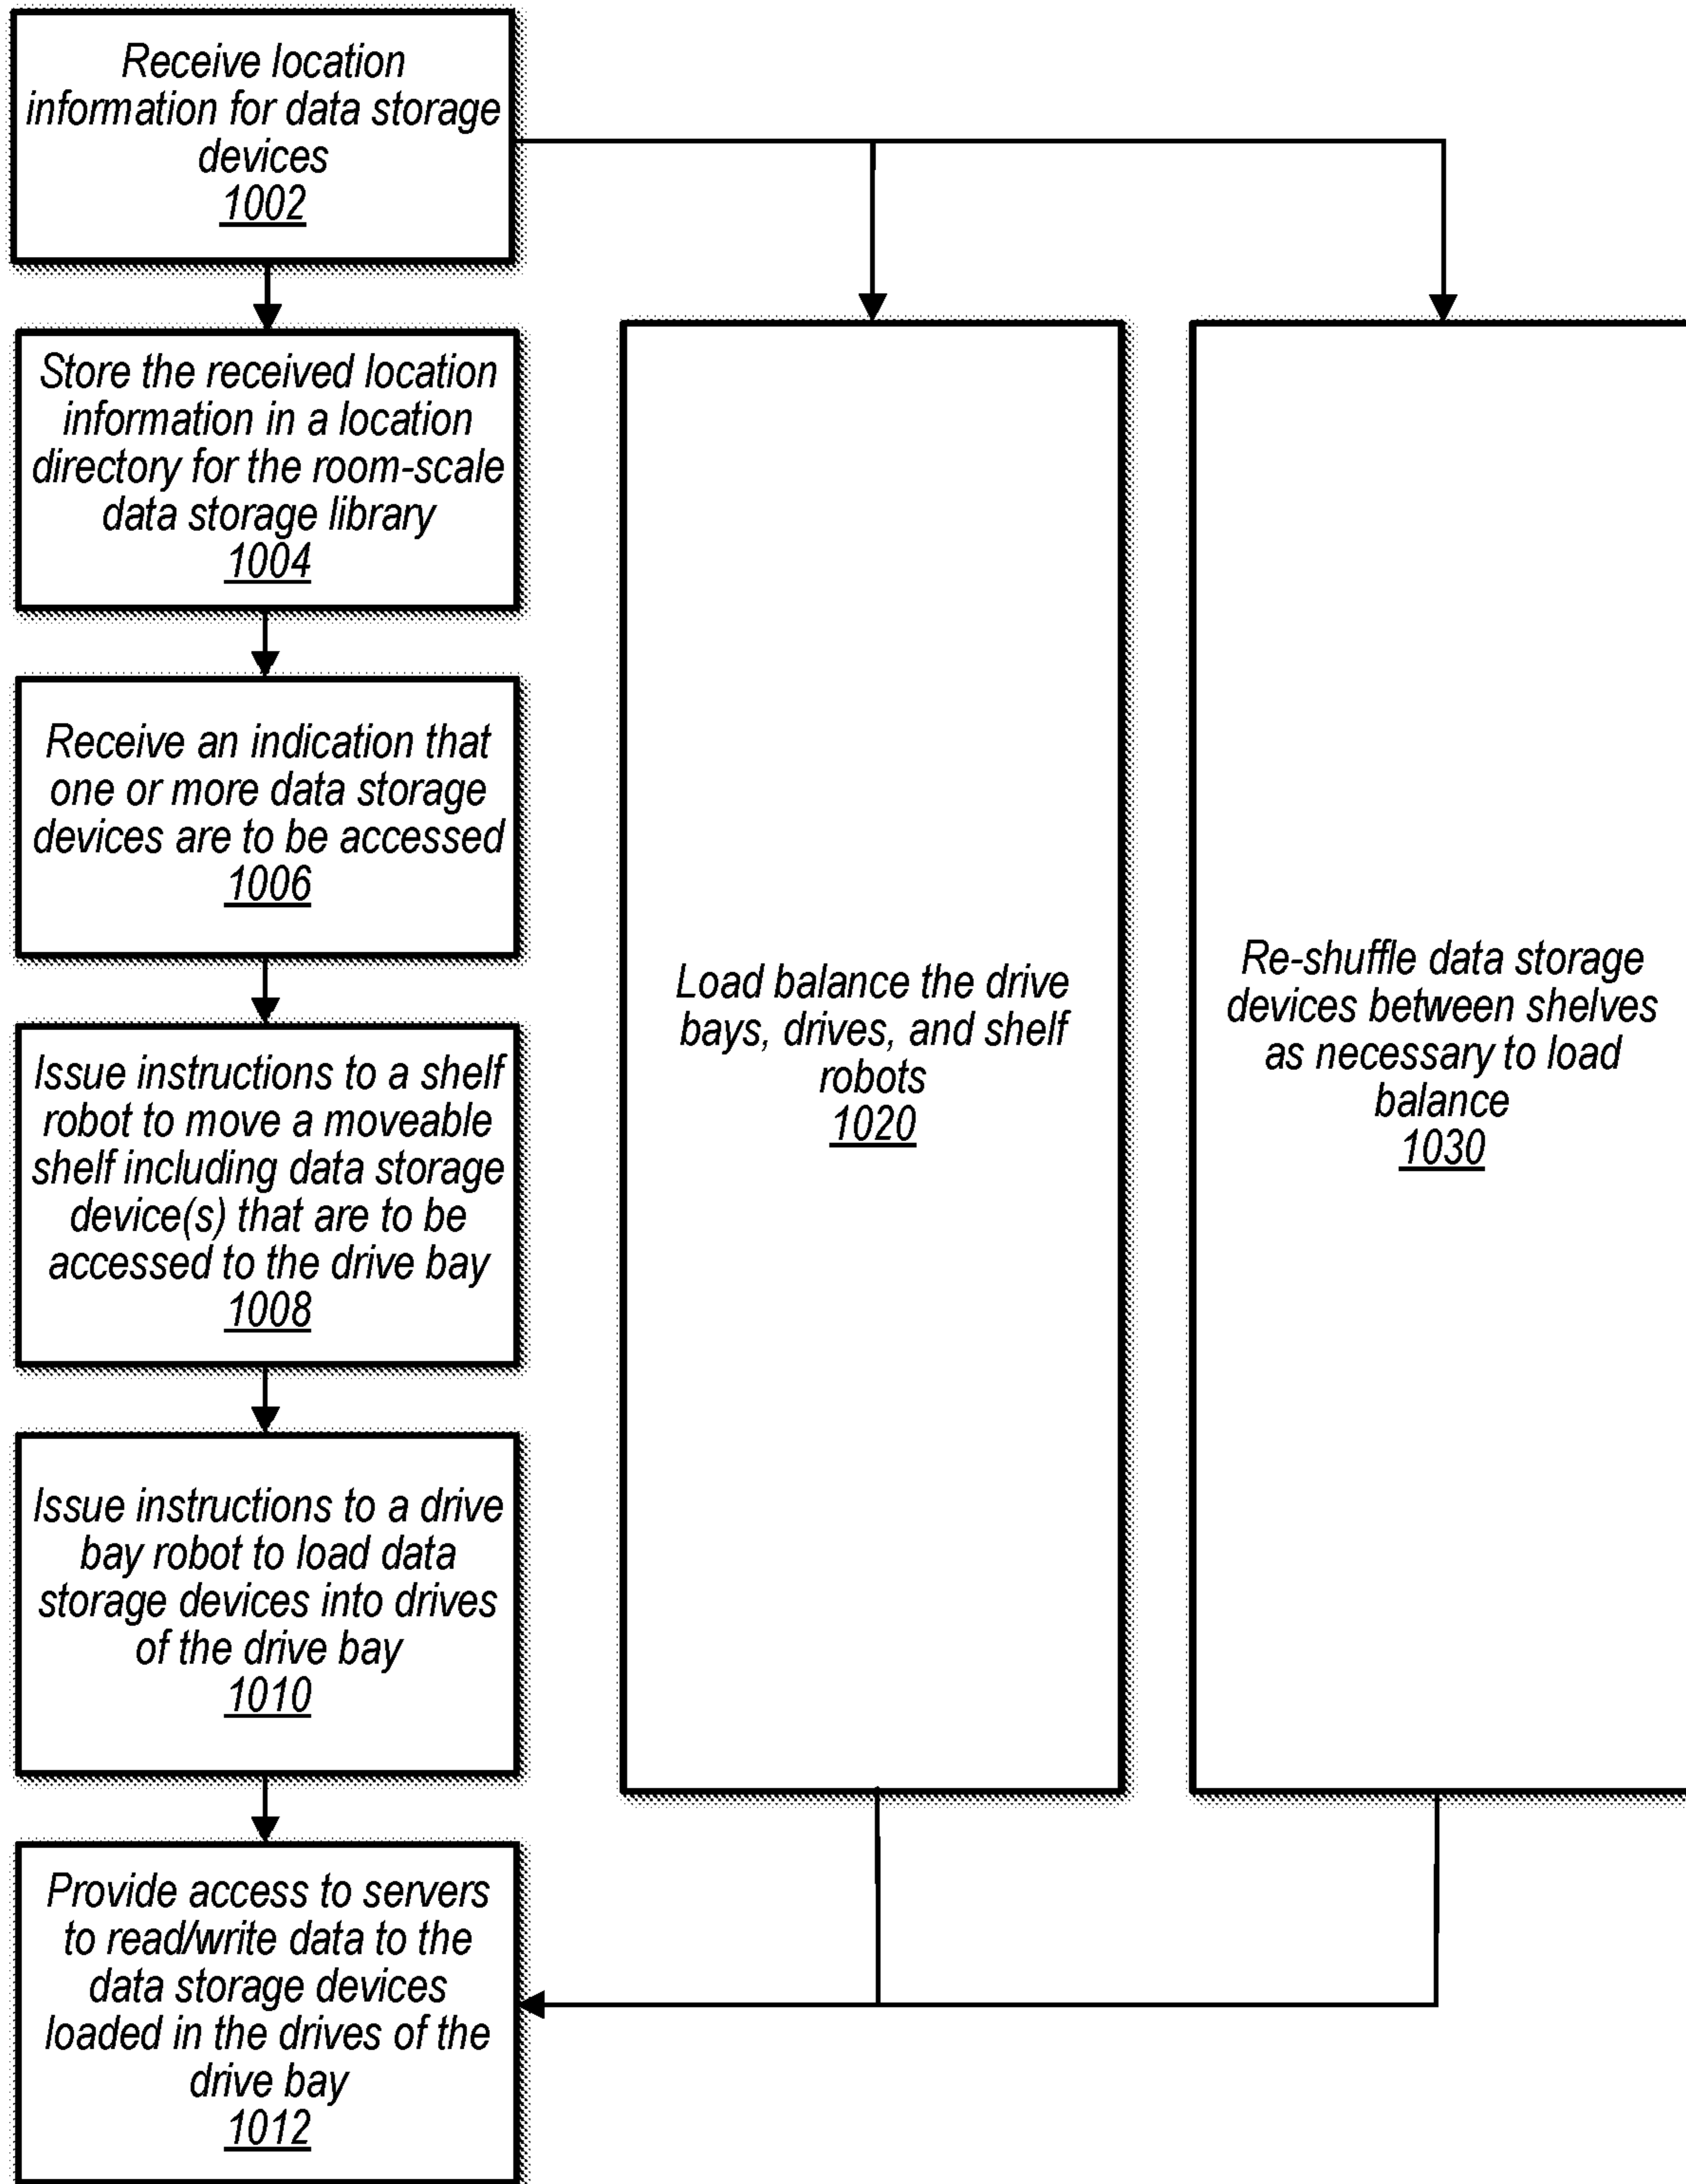 Receive location
information for data storage
devices
1002
Store the received location
information in a location
directory for the room-scale
data storage library
1004
Receive an indication that
one or more data storage
devices are to be accessed
1006
Issue instructions to a shelf
robot to move a moveable
shelf including data storage
device(s) that are to be
accessed to the drive bay
1008
Issue instructions to a drive
bay robot to load data
storage devices into drives
of the drive bay
1010
Provide access to servers
to read/write data to the
data storage devices
loaded in the drives of the
drive bay
1012
Load balance the drive
bays, drives, and shelf
robots
1020
Re-shuffle data storage
devices between shelves
as necessary to load
balance
1030